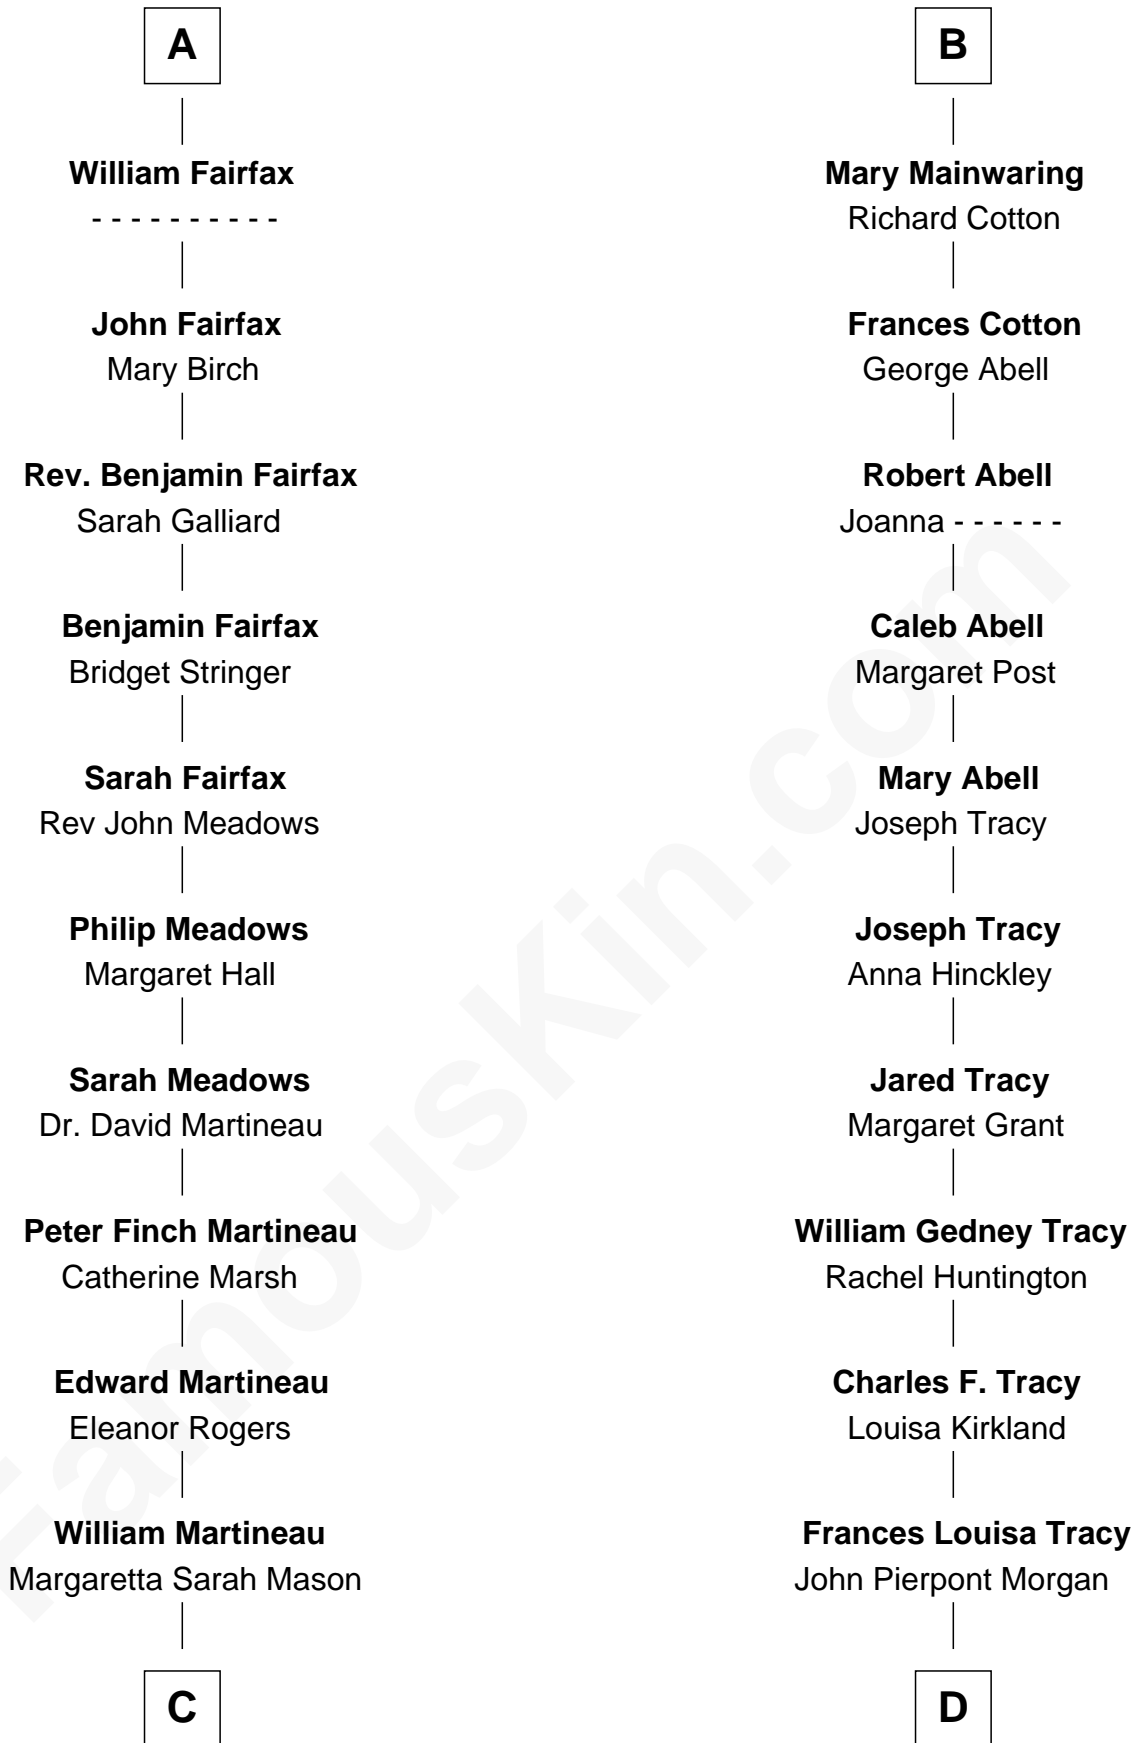 A
William Fairfax
- - - - - - - - - -
John Fairfax
Mary Birch
Rev. Benjamin Fairfax
Sarah Galliard
Benjamin Fairfax
Bridget Stringer
Sarah Fairfax
Rev John Meadows
Philip Meadows
Margaret Hall
Sarah Meadows
Dr. David Martineau
Peter Finch Martineau
Catherine Marsh
Edward Martineau
Eleanor Rogers
William Martineau
Margaretta Sarah Mason
C
B
Mary Mainwaring
Richard Cotton
Frances Cotton
George Abell
Robert Abell
Joanna - - - - - -
Caleb Abell
Margaret Post
Mary Abell
Joseph Tracy
Joseph Tracy
Anna Hinckley
Jared Tracy
Margaret Grant
William Gedney Tracy
Rachel Huntington
Charles F. Tracy
Louisa Kirkland
Frances Louisa Tracy
John Pierpont Morgan
D
FamousKin.com